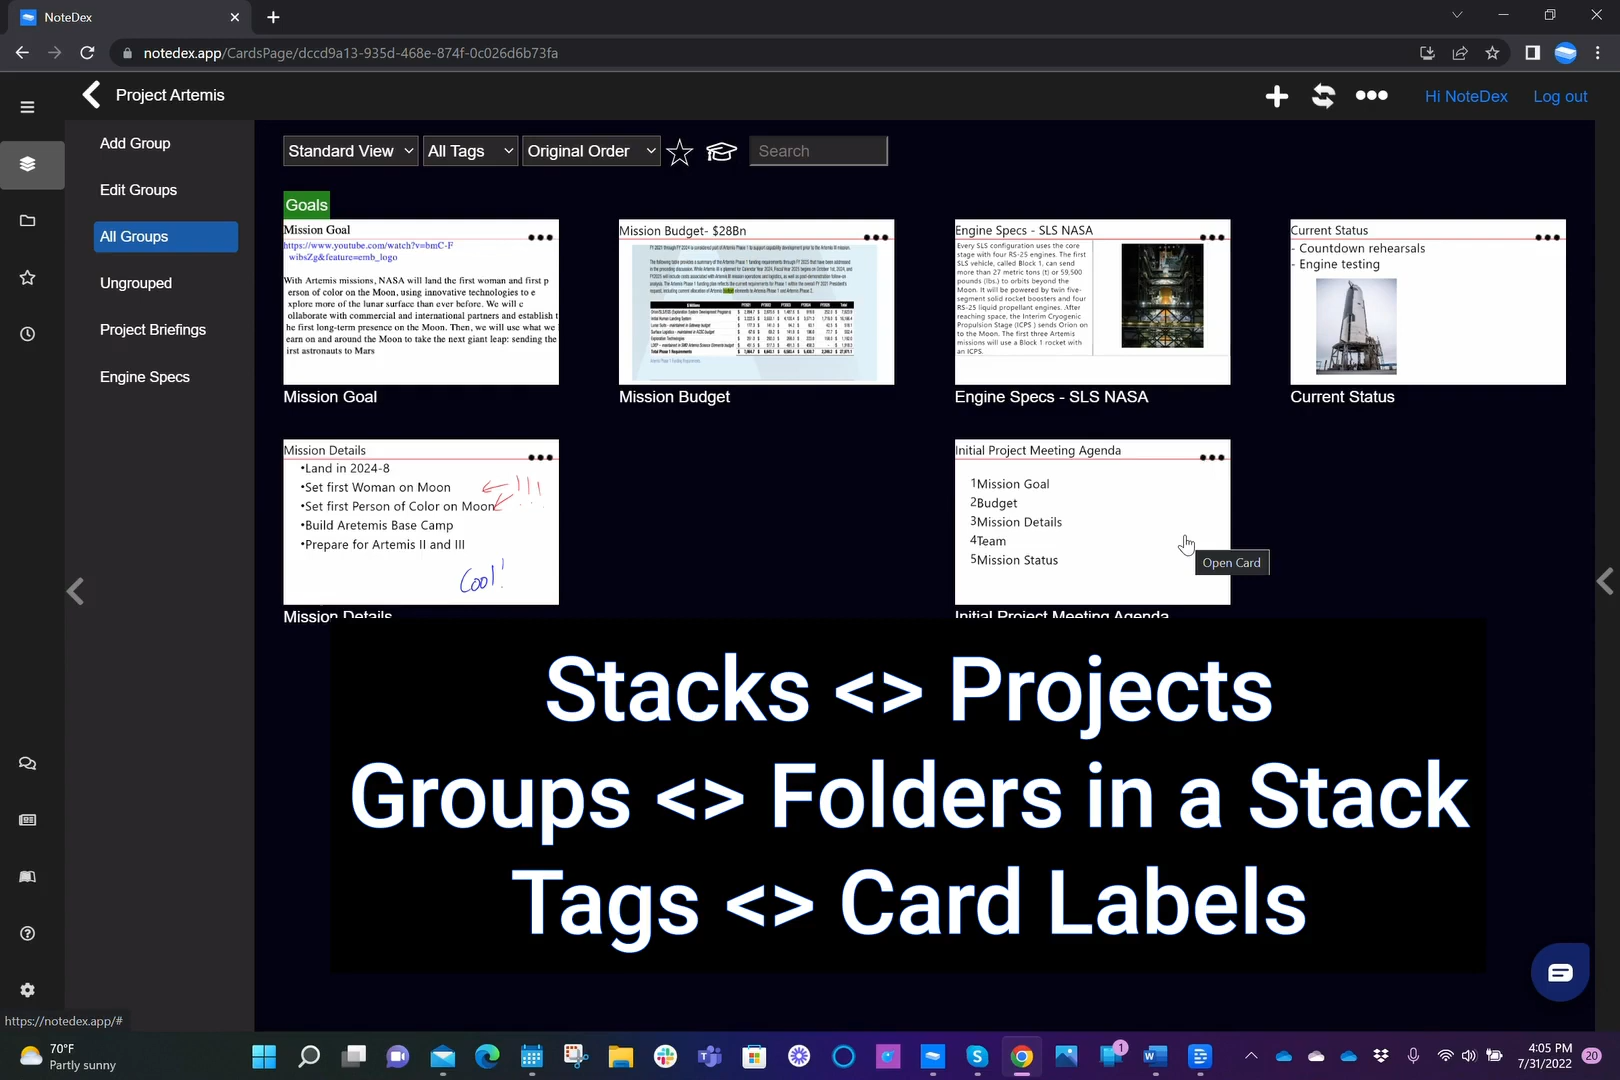 NoteDex
notedex.app/CardsPage/dccd9a13-935d-468e-874f-0c026d6b73fa
Project Artemis
Hi NoteDex
Log out
Add Group
Edit Groups
All Groups
Ungrouped
Project Briefings
Engine Specs
Standard View
All Tags
Original Order
Search
Goals
Mission Goal
https://www.youtube.com/watch?v=bmC-F
wibsZg&feature=emb_logo
With Artemis missions, NASA will land the first woman and first p
erson of color on the Moon, using innovative technologies to e
xplore more of the lunar surface than ever before. We will c
ollaborate with commercial and international partners and establish t
he first long-term presence on the Moon. Then, we will use what we l
earn on and around the Moon to take the next giant leap: sending the
irst astronauts to Mars
Mission Goal
Mission Budget- $28Bn
Mission Budget
Engine Specs - SLS NASA
Every SLS configuration uses the core
stage with four RS-25 engines. The first
SLS vehicle, called Block 1, can send
more than 27 metric tons (t) or 59,500
pounds (lbs.) to orbits beyond the
Moon. It will be powered by twin five-
segment solid rocket boosters and four
RS-25 liquid propellant engines. After
reaching space, the Interim Cryogenic
Propulsion Stage (ICPS ) sends Orion on
to the Moon. The first three Artemis
missions will use a Block 1 rocket with
an ICPS.
Engine Specs - SLS NASA
Current Status
- Countdown rehearsals
- Engine testing
Current Status
Mission Details
•Land in 2024-8
•Set first Woman on Moon
•Set first Person of Color on Moon
•Build Aretemis Base Camp
•Prepare for Artemis II and III
!!!
Cool!
Mission Details
Initial Project Meeting Agenda
1Mission Goal
2Budget
3Mission Details
4Team
5Mission Status
Open Card
Initial Project Meeting Agenda
Stacks <> Projects
Groups <> Folders in a Stack
Tags <> Card Labels
https://notedex.app/#
70°F
Partly sunny
1
4:05 PM
7/31/2022
20